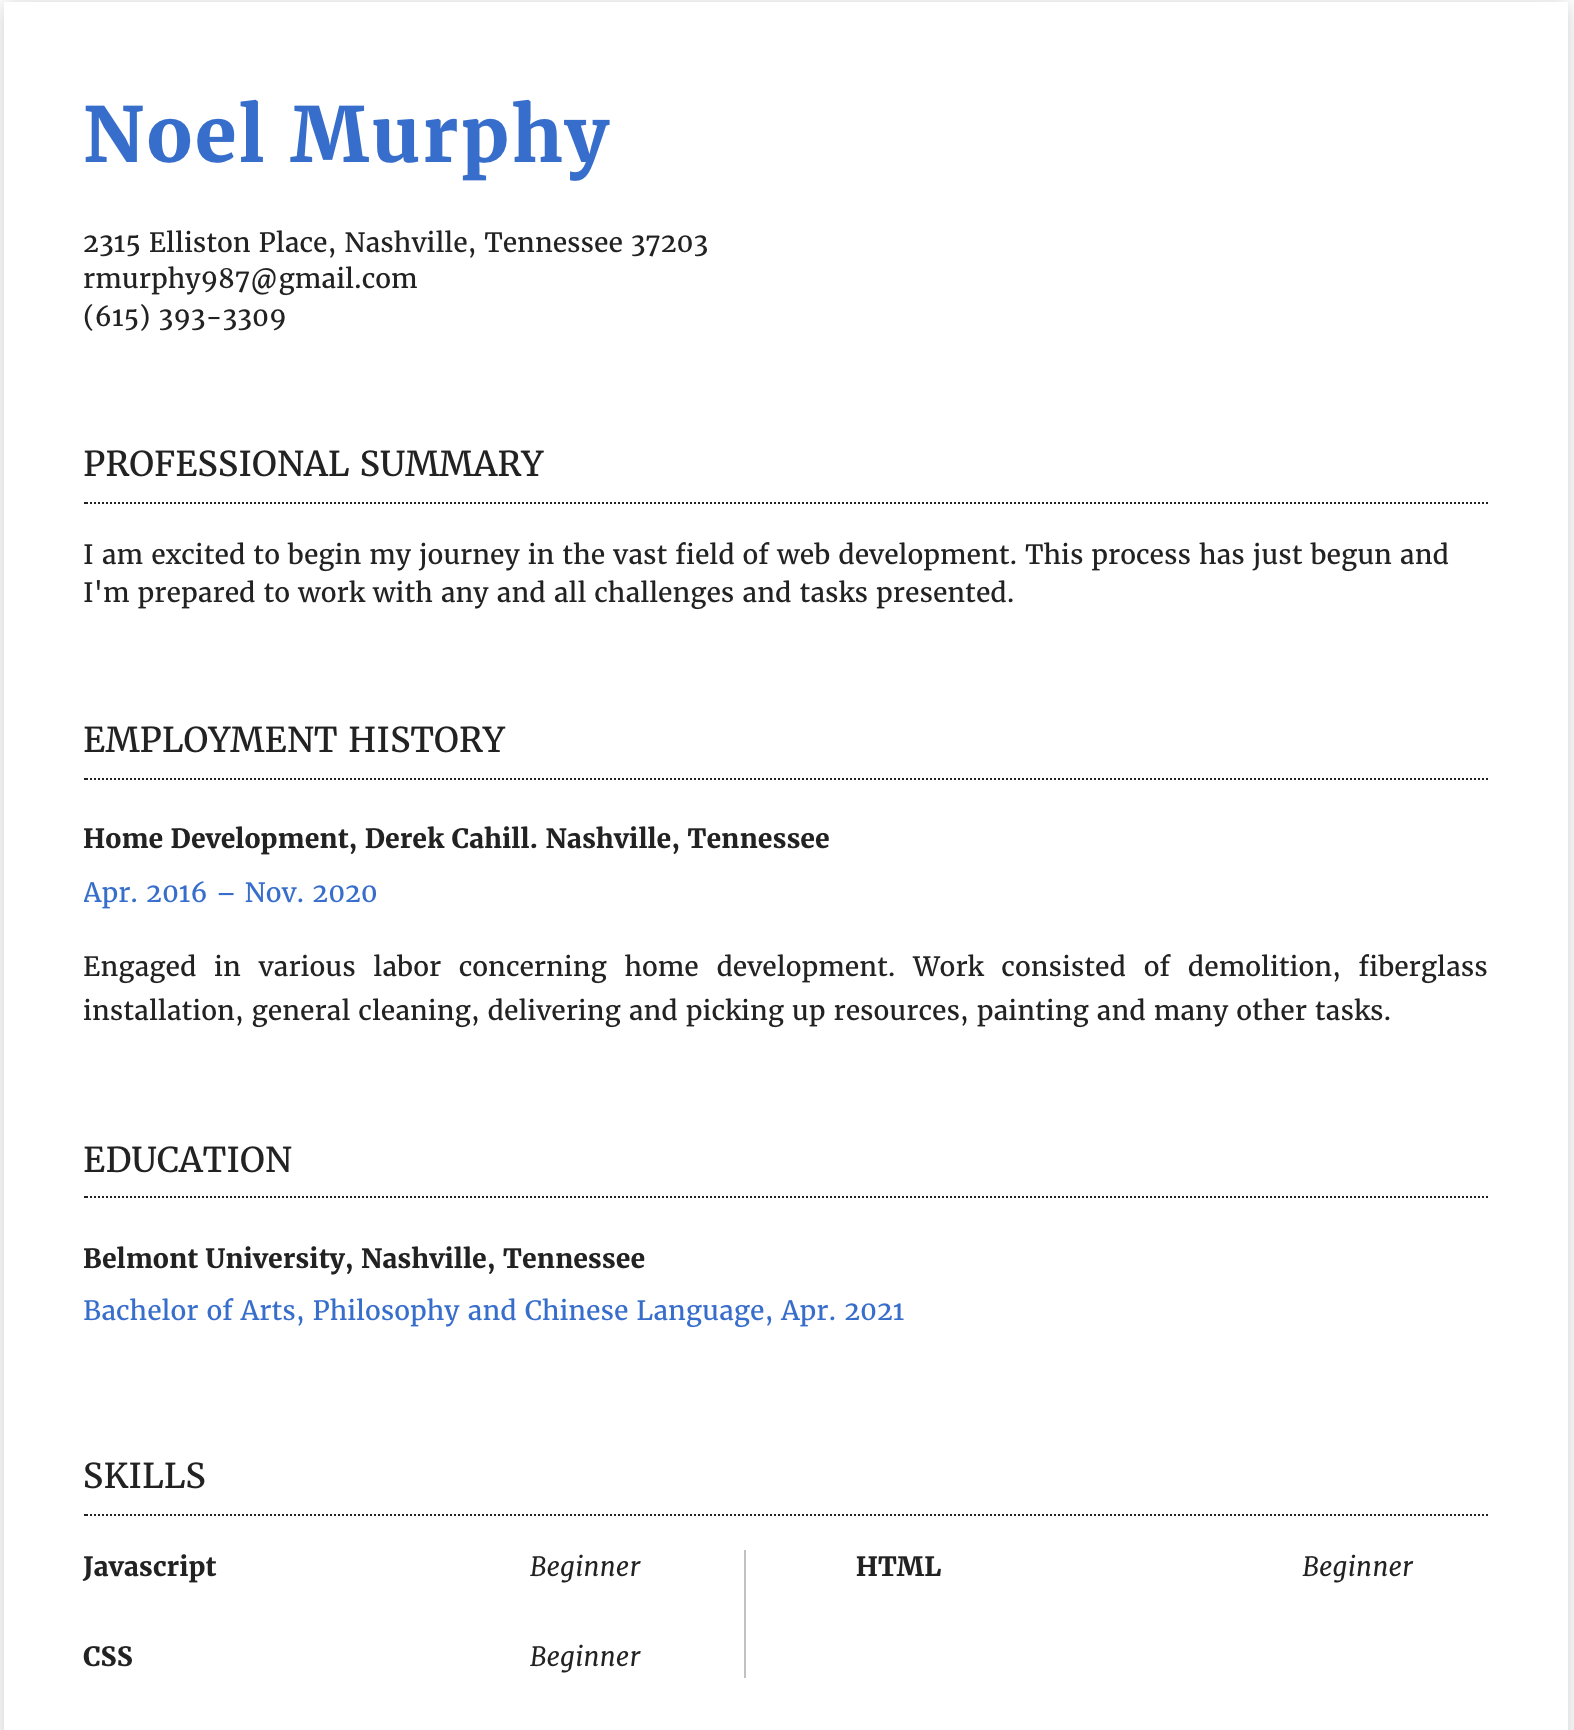 Noel Murphy
2315 Elliston Place, Nashville, Tennessee 37203
rmurphy987@gmail.com
(615) 393-3309
PROFESSIONAL SUMMARY
I am excited to begin my journey in the vast field of web development. This process has just begun and
I'm prepared to work with any and all challenges and tasks presented.
EMPLOYMENT HISTORY
Home Development, Derek Cahill. Nashville, Tennessee
Apr. 2016 – Nov. 2020
Engaged in various labor concerning home development. Work consisted of demolition, fiberglass
installation, general cleaning, delivering and picking up resources, painting and many other tasks.
EDUCATION
Belmont University, Nashville, Tennessee
Bachelor of Arts, Philosophy and Chinese Language, Apr. 2021
SKILLS
Javascript Beginner HTML Beginner
CSS Beginner